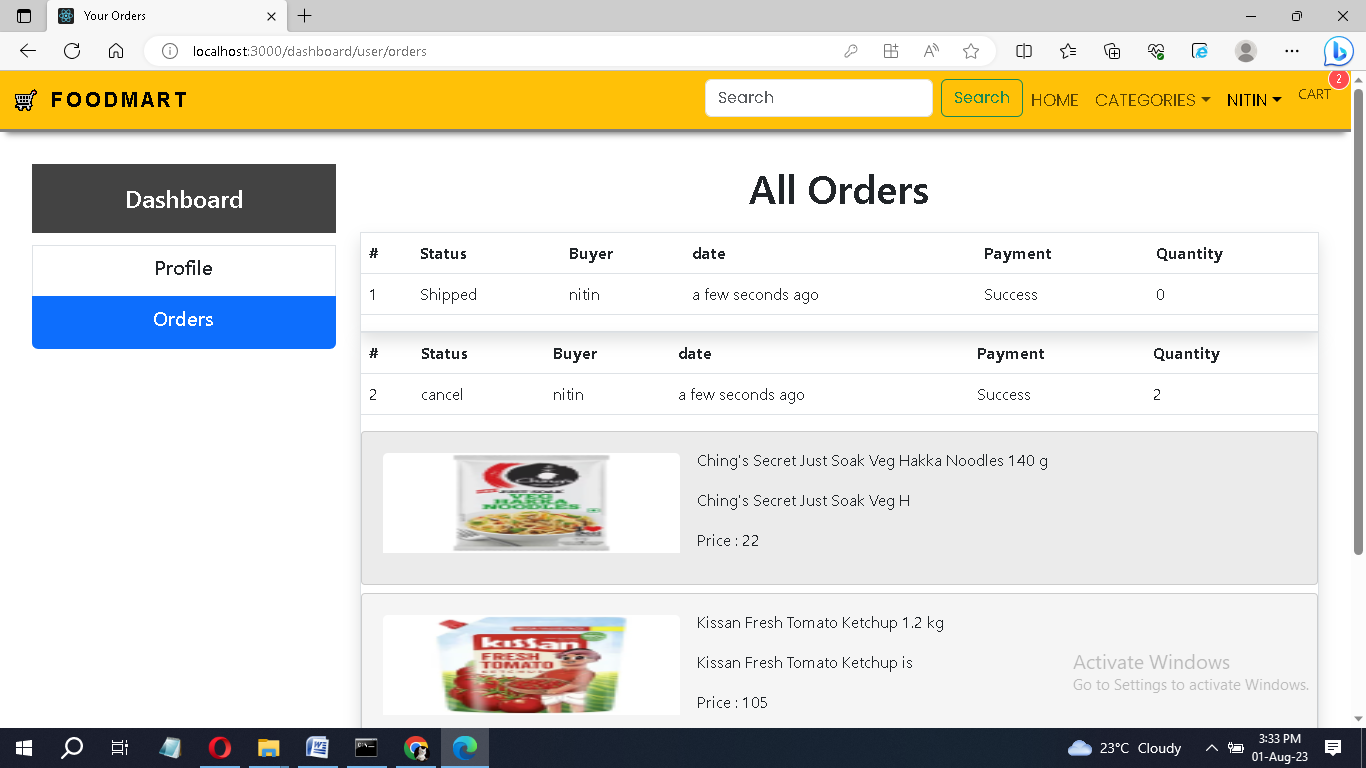 Your Orders
localhost:3000/dashboard/user/orders
FOODMART
Search
Search
HOME
CATEGORIES
NITIN
CART
2
Dashboard
Profile
Orders
All Orders
# Status Buyer date Payment Quantity
1 Shipped nitin a few seconds ago Success 0
# Status Buyer date Payment Quantity
2 cancel nitin a few seconds ago Success 2
Ching's
JUST SOAK
VEG
HAKKA
NOODLES
Ching's Secret Just Soak Veg Hakka Noodles 140 g
Ching's Secret Just Soak Veg H
Price : 22
kissan
FRESH
TOMATO
KETCHUP
Kissan Fresh Tomato Ketchup 1.2 kg
Kissan Fresh Tomato Ketchup is
Price : 105
Activate Windows
Go to Settings to activate Windows.
23°C Cloudy
3:33 PM
01-Aug-23